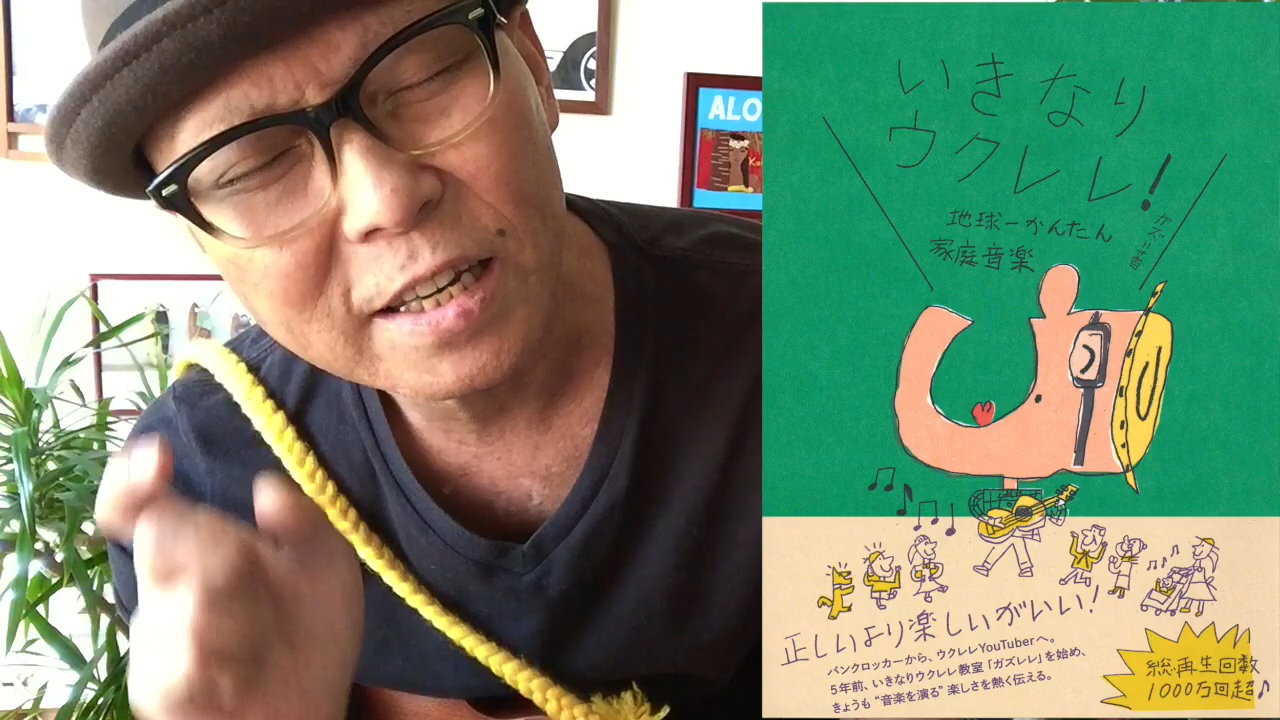 ALO
いきなり
ウクレレ!
ガズ 著
地球一かんたん
家庭音楽
正しいより楽しいがいい!
パンクロッカーから、ウクレレYouTuberへ。
5年前、いきなりウクレレ教室「ガズレレ」を始め、
きょうも“音楽を演る”楽しさを熱く伝える。
総再生回数
1000万回超♪